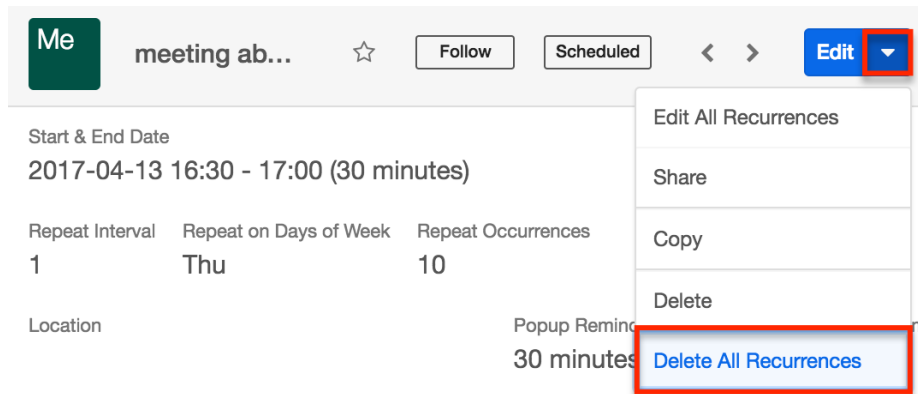 Me
meeting ab...
Follow
Scheduled
Edit
Edit All Recurrences
Start & End Date
2017-04-13 16:30 - 17:00 (30 minutes)
Share
Repeat Interval Repeat on Days of Week Repeat Occurrences
Copy
1 Thu 10
Delete
Location Popup Remin
30 minutes
Delete All Recurrences